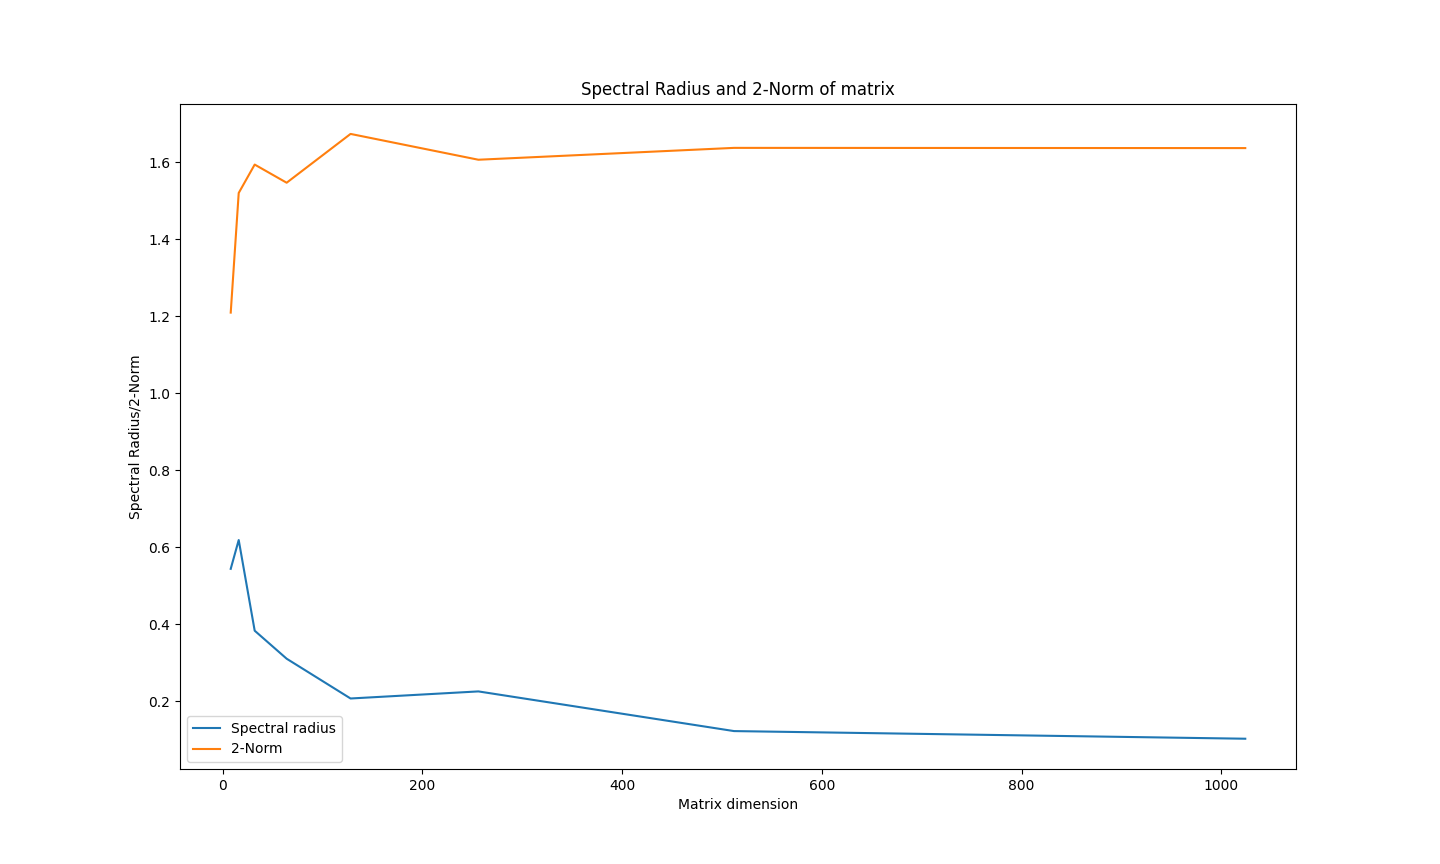 Spectral Radius and 2-Norm of matrix
1.6
1.4
1.2
1.0
0.8
0.6
0.4
0.2
Spectral Radius/2-Norm
Spectral radius
2-Norm
0 200 400 600 800 1000
Matrix dimension